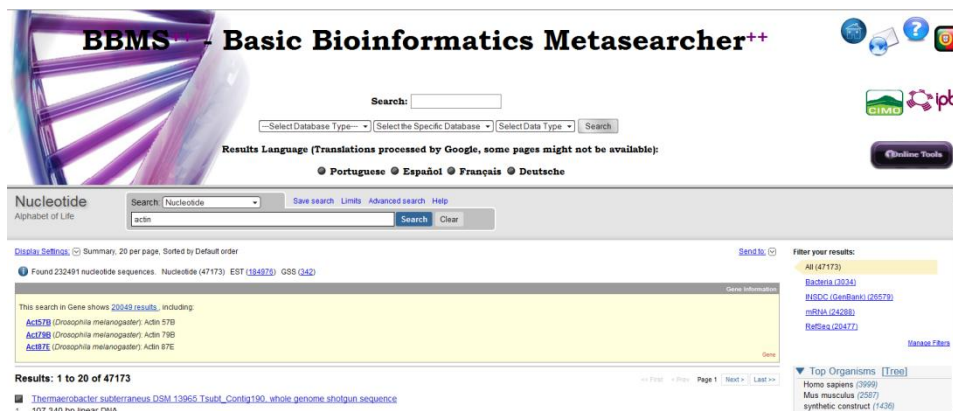 BBMS++ - Basic Bioinformatics Metasearcher++
Search:
---Select Database Type--- Select the Specific Database Select Data Type Search
Results Language (Translations processed by Google, some pages might not be available):
Portuguese Español Français Deutsche
CIMO ipb
Online Tools
Nucleotide
Alphabet of Life
Search: Nucleotide
Save search Limits Advanced search Help
actin Search Clear
Display Settings: Summary, 20 per page, Sorted by Default order
Send to:
Found 232491 nucleotide sequences. Nucleotide (47173) EST (184976) GSS (342)
Gene Information
This search in Gene shows 20049 results, including:
Act57B (Drosophila melanogaster): Actin 57B
Act79B (Drosophila melanogaster): Actin 79B
Act87E (Drosophila melanogaster): Actin 87E
Gene
Results: 1 to 20 of 47173
<< First < Prev Page 1 Next > Last >>
Thermaerobacter subterraneus DSM 13965 Tsubt_Contig190, whole genome shotgun sequence
1. 107,340 bp linear DNA
Filter your results:
All (47173)
Bacteria (3034)
INSDC (GenBank) (26579)
mRNA (24288)
RefSeq (20477)
Manage Filters
Top Organisms [Tree]
Homo sapiens (3999)
Mus musculus (2587)
synthetic construct (1436)